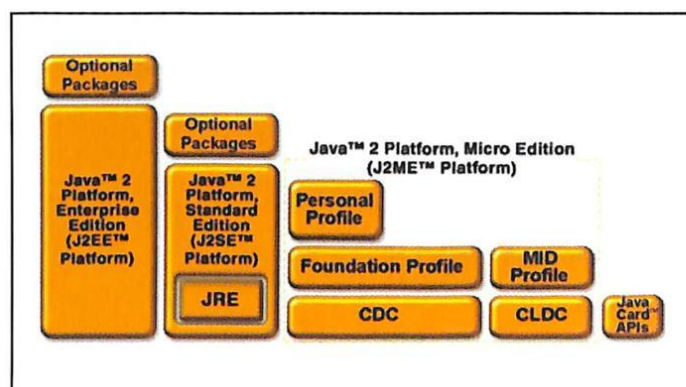 Optional
Packages
Java™ 2
Platform,
Enterprise
Edition
(J2EE™
Platform)
Optional
Packages
Java™ 2
Platform,
Standard
Edition
(J2SE™
Platform)
JRE
Java™ 2 Platform, Micro Edition
(J2ME™ Platform)
Personal
Profile
Foundation Profile
MID
Profile
CDC
CLDC
Java
Card™
APIs